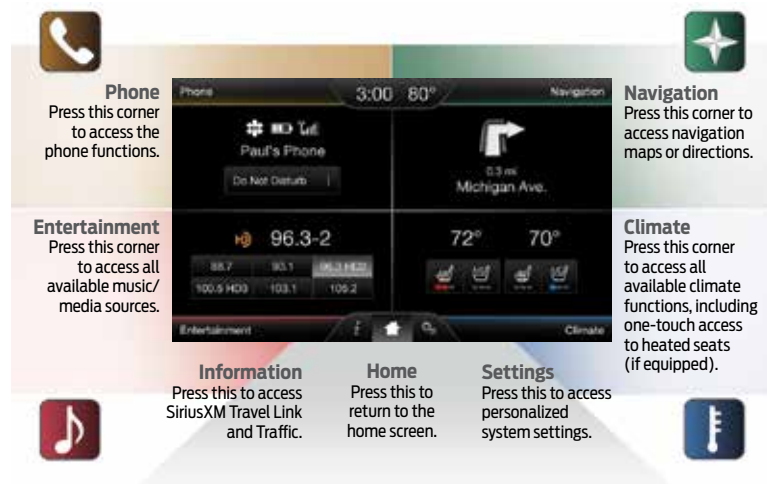 Phone
Press this corner
to access the
phone functions.
Entertainment
Press this corner
to access all
available music/
media sources.
Phone
3:00 80°
Navigation
Paul's Phone
Do Not Disturb
0.3 mi
Michigan Ave.
96.3-2
88.7 93.1 96.3 HD2
100.5 HD3 103.1 105.2
72° 70°
Entertainment
i
Climate
Navigation
Press this corner to
access navigation
maps or directions.
Climate
Press this corner
to access all
available climate
functions, including
one-touch access
to heated seats
(if equipped).
Information
Press this to access
SiriusXM Travel Link
and Traffic.
Home
Press this to
return to the
home screen.
Settings
Press this to access
personalized
system settings.